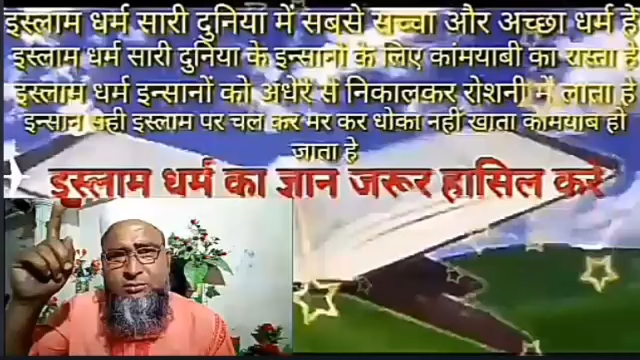 इस्लाम धर्म सारी दुनिया में सबसे सच्चा और अच्छा धर्म है
इस्लाम धर्म सारी दुनिया के इन्सानों के लिए कांमयाबी का रास्ता है
इस्लाम धर्म इन्सानों को अंधेरे से निकालकर रोशनी में लाता है
इन्सान सही इस्लाम पर चल कर मर कर धोका नहीं खाता कामयाब हो
जाता है
इस्लाम धर्म का ज्ञान जरूर हासिल करें